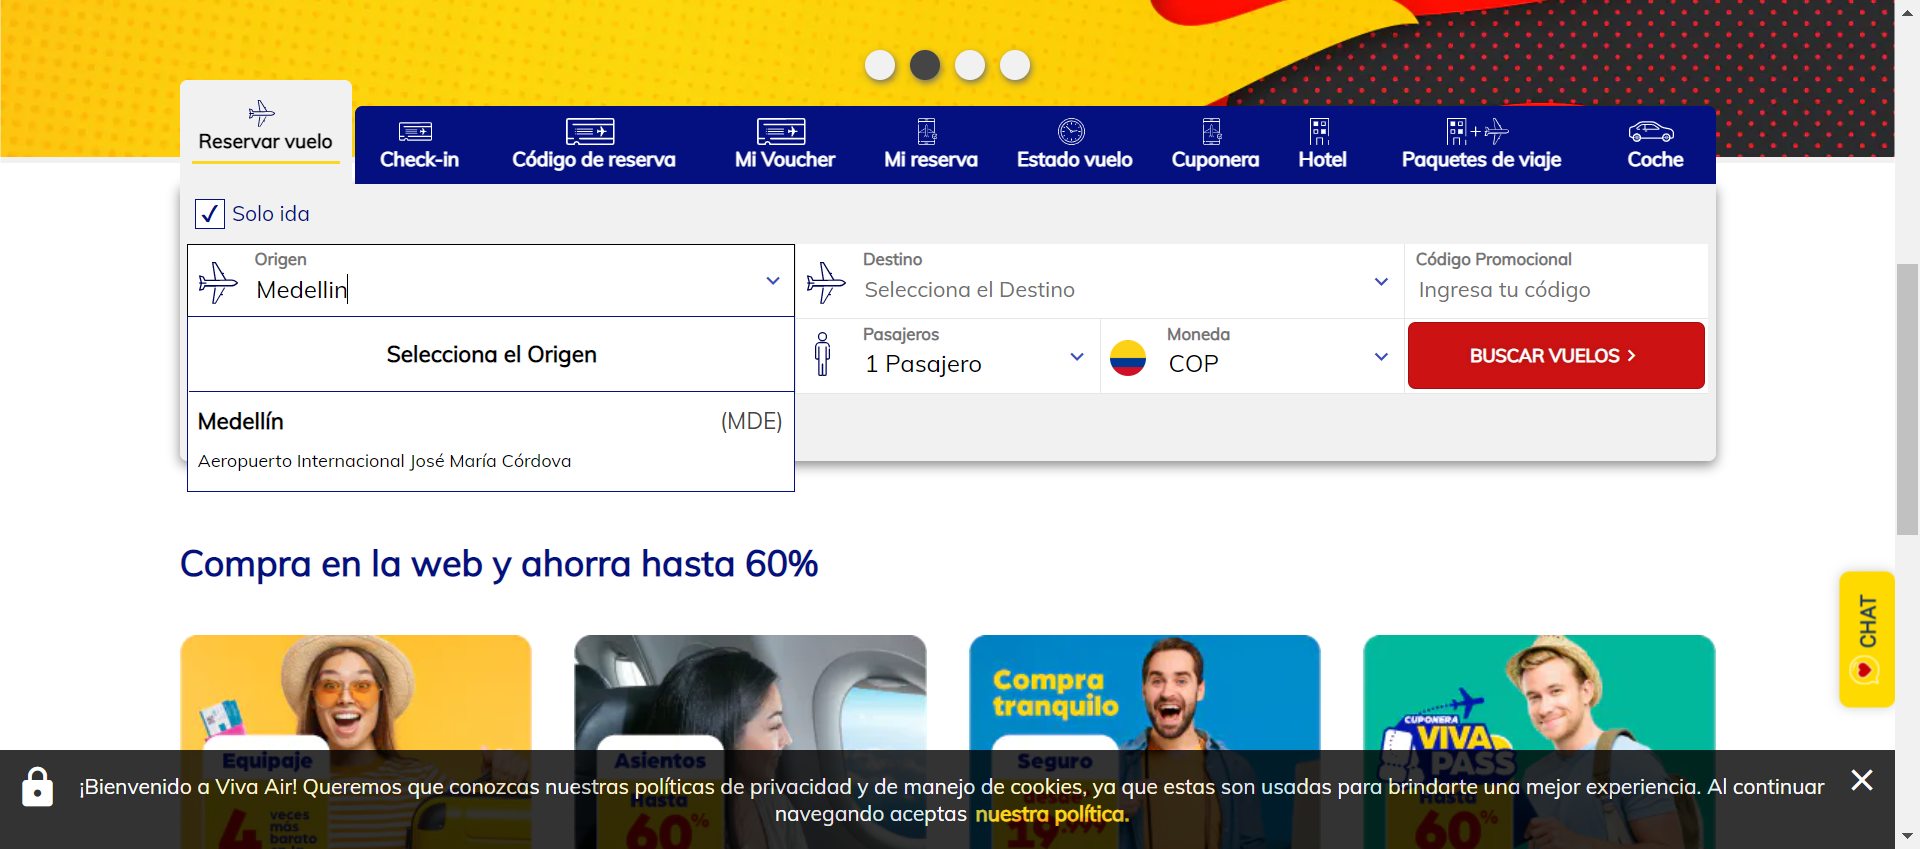 Reservar vuelo
Check-in
Código de reserva
Mi Voucher
Mi reserva
Estado vuelo
Cuponera
Hotel
Paquetes de viaje
Coche
Solo ida
Origen
Medellin
Destino
Selecciona el Destino
Código Promocional
Ingresa tu código
Selecciona el Origen
Pasajeros
1 Pasajero
Moneda
COP
BUSCAR VUELOS
Medellín
(MDE)
Aeropuerto Internacional José María Córdova
Compra en la web y ahorra hasta 60%
CHAT
Compra
tranquilo
CUPONERA
VIVA
PASS
Equipaje
4 veces
más
barato
Asientos
Hasta
60%
Seguro
desde
Hasta
60%
¡Bienvenido a Viva Air! Queremos que conozcas nuestras políticas de privacidad y de manejo de cookies, ya que estas son usadas para brindarte una mejor experiencia. Al continuar
navegando aceptas nuestra política.